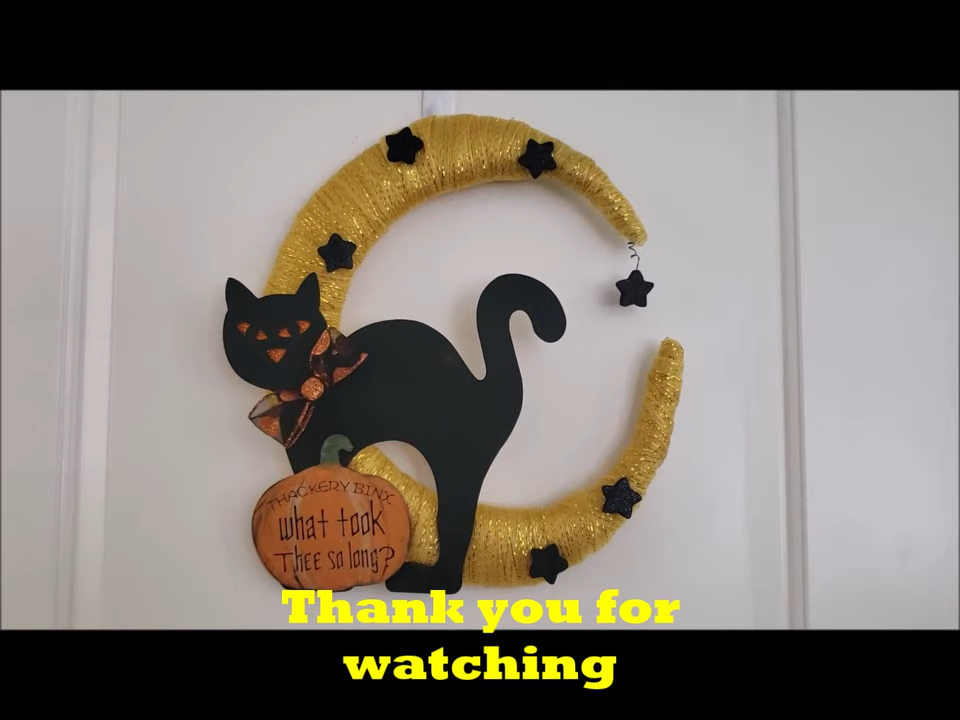 THACKERY BINX
what took
Thee so long?
Thank you for
watching